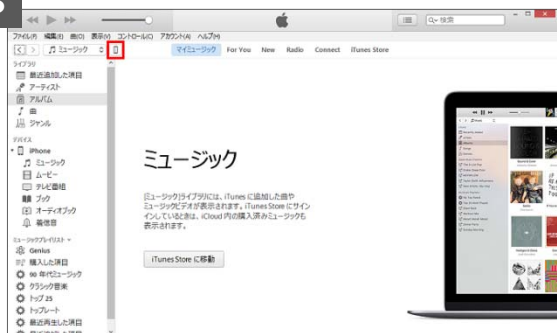 検索
ファイル(F) 編集(E) 曲(O) 表示(V) コントロール(C) アカウント(A) ヘルプ(H)
ミュージック
マイミュージック For You New Radio Connect iTunes Store
ライブラリ
最近追加した項目
アーティスト
アルバム
曲
ジャンル
デバイス
iPhone
ミュージック
ムービー
テレビ番組
ブック
オーディオブック
着信音
ミュージックプレイリスト
Genius
購入した項目
90 年代ミュージック
クラシック音楽
トップ 25
トップレート
最近再生した項目
ミュージック
[ミュージック]ライブラリには、iTunes に追加した曲や
ミュージックビデオが表示されます。iTunes Store にサイン
インしているときは、iCloud 内の購入済みミュージックも
表示されます。
iTunes Store に移動